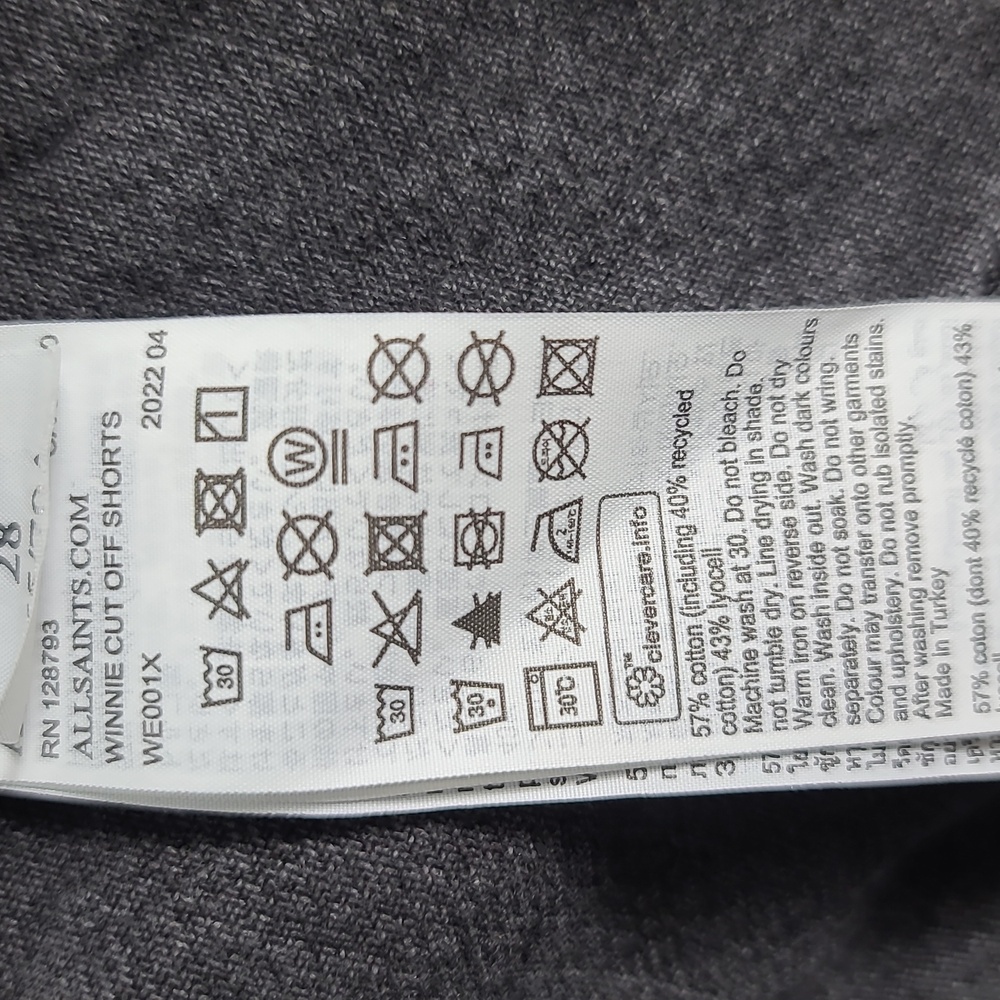 28
RN 128793
ALLSAINTS.COM
WINNIE CUT OFF SHORTS
WE001X 2022 04
30
W
30
30
30℃
clevercare.info
57% cotton (including 40% recycled
cotton) 43% lyocell
Machine wash at 30. Do not bleach. Do
not tumble dry. Line drying in shade.
Warm iron on reverse side. Do not dry
clean. Wash inside out. Wash dark colours
separately. Do not soak. Do not wring.
Colour may transfer onto other garments
and upholstery. Do not rub isolated stains.
After washing remove promptly.
Made in Turkey
57% coton (dont 40% recyclé coton) 43%